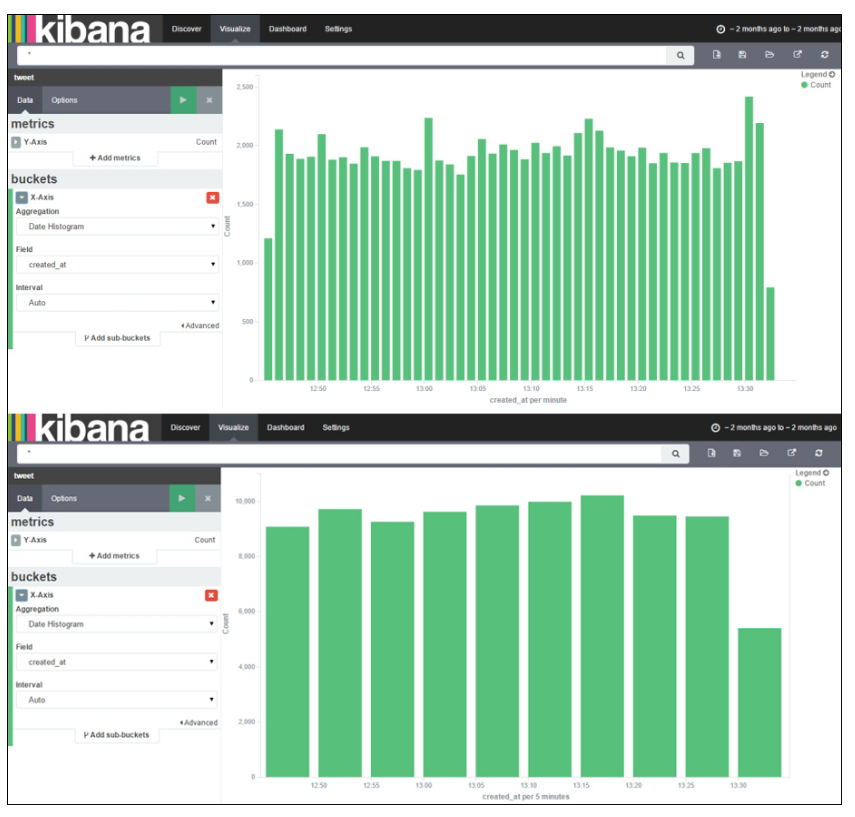 kibana Discover Visualize Dashboard Settings ~ 2 months ago to ~ 2 months ago
*
tweet
Legend
Count
Data Options
metrics
Y-Axis Count
+ Add metrics
buckets
X-Axis
Aggregation
Date Histogram
Field
created_at
Interval
Auto
Advanced
Add sub-buckets
2,500
2,000
1,500
1,000
500
0
Count
12:50 12:55 13:00 13:05 13:10 13:15 13:20 13:25 13:30
created_at per minute
kibana Discover Visualize Dashboard Settings ~ 2 months ago to ~ 2 months ago
*
tweet
Legend
Count
Data Options
metrics
Y-Axis Count
+ Add metrics
buckets
X-Axis
Aggregation
Date Histogram
Field
created_at
Interval
Auto
Advanced
Add sub-buckets
10,000
8,000
6,000
4,000
2,000
0
Count
12:50 12:55 13:00 13:05 13:10 13:15 13:20 13:25 13:30
created_at per 5 minutes